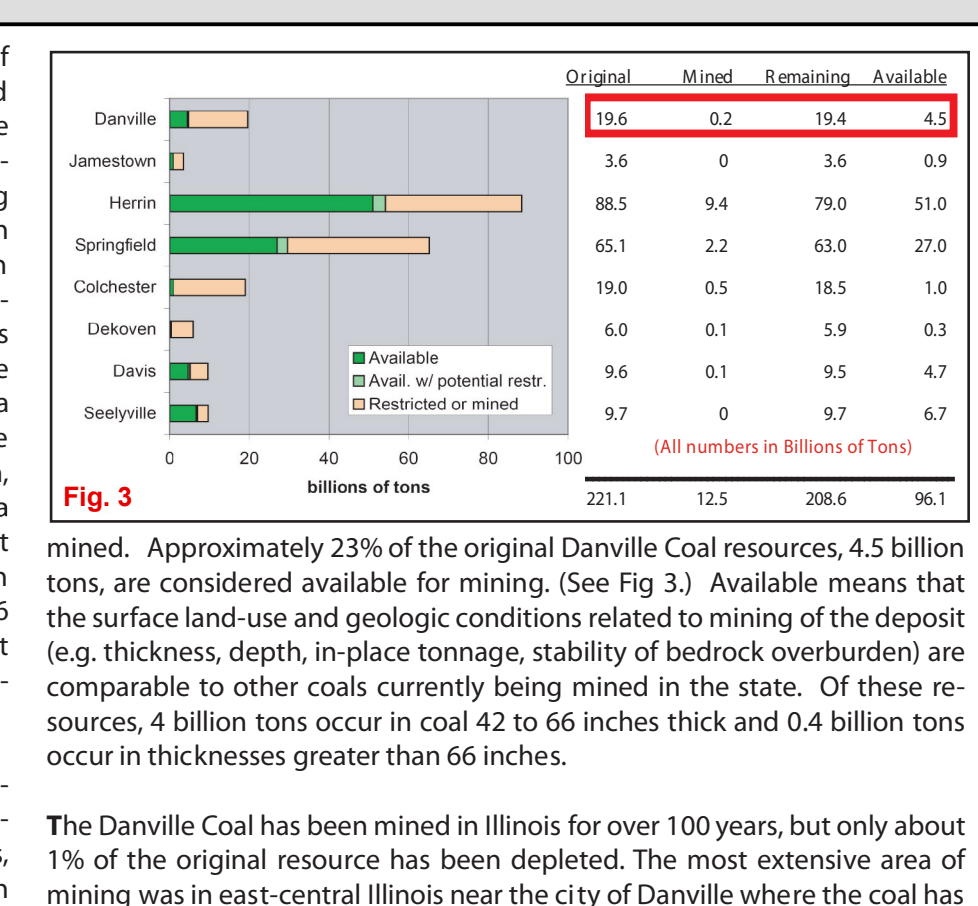 Original Mined Remaining Available
Danville 19.6 0.2 19.4 4.5
Jamestown 3.6 0 3.6 0.9
Herrin 88.5 9.4 79.0 51.0
Springfield 65.1 2.2 63.0 27.0
Colchester 19.0 0.5 18.5 1.0
Dekoven 6.0 0.1 5.9 0.3
Available
Davis 9.6 0.1 9.5 4.7
Avail. w/ potential restr.
Restricted or mined
Seelyville 9.7 0 9.7 6.7
(All numbers in Billions of Tons)
0 20 40 60 80 100
billions of tons
Fig. 3 221.1 12.5 208.6 96.1
mined. Approximately 23% of the original Danville Coal resources, 4.5 billion
tons, are considered available for mining. (See Fig 3.) Available means that
the surface land-use and geologic conditions related to mining of the deposit
(e.g. thickness, depth, in-place tonnage, stability of bedrock overburden) are
comparable to other coals currently being mined in the state. Of these re-
sources, 4 billion tons occur in coal 42 to 66 inches thick and 0.4 billion tons
occur in thicknesses greater than 66 inches.
The Danville Coal has been mined in Illinois for over 100 years, but only about
1% of the original resource has been depleted. The most extensive area of
mining was in east-central Illinois near the city of Danville where the coal has